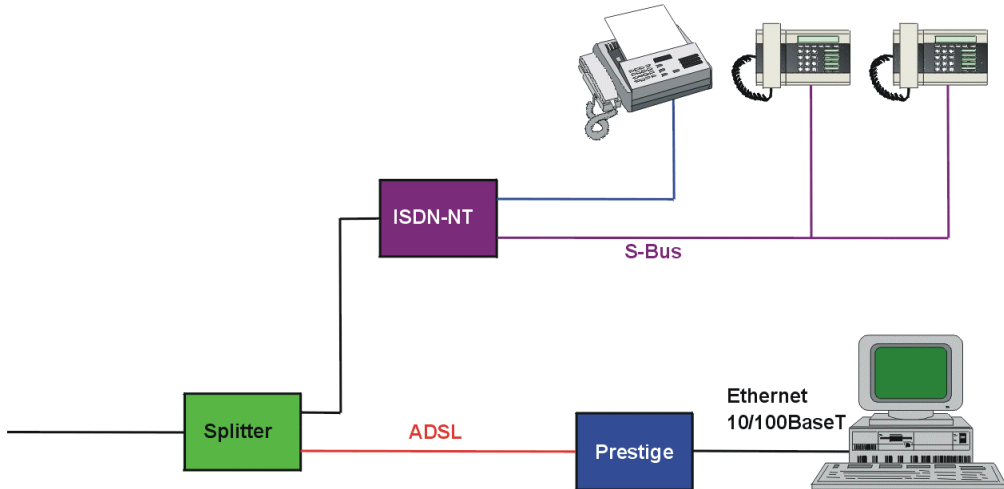 ISDN-NT
S-Bus
Splitter
ADSL
Prestige
Ethernet
10/100BaseT